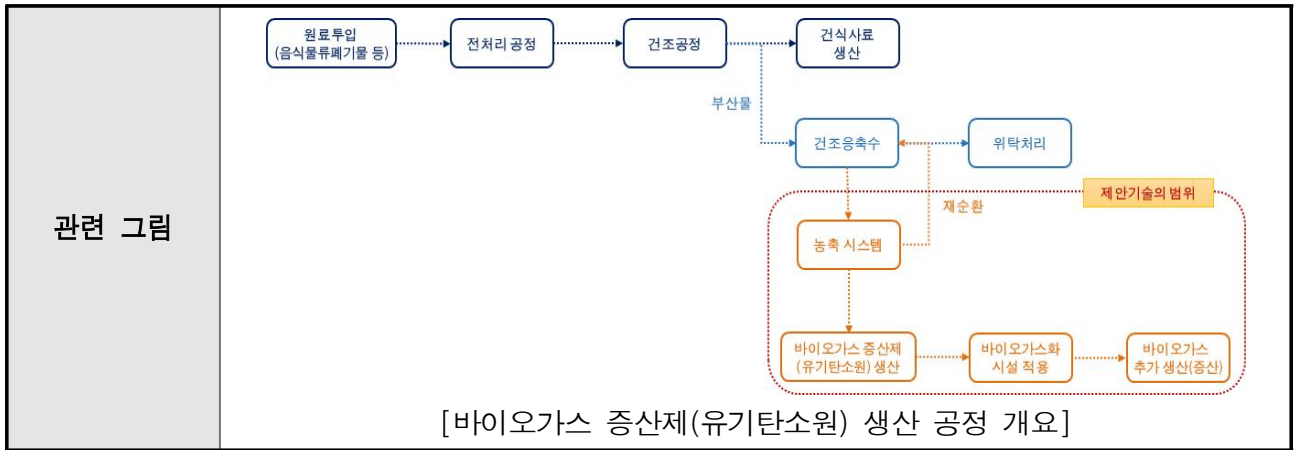 관련 그림
원료투입
(음식물류폐기물 등)
전처리 공정
건조공정
건식사료
생산
부산물
건조응축수
위탁처리
제안기술의 범위
재순환
농축 시스템
바이오가스 증산제
(유기탄소원) 생산
바이오가스화
시설 적용
바이오가스
추가 생산(증산)
[바이오가스 증산제(유기탄소원) 생산 공정 개요]